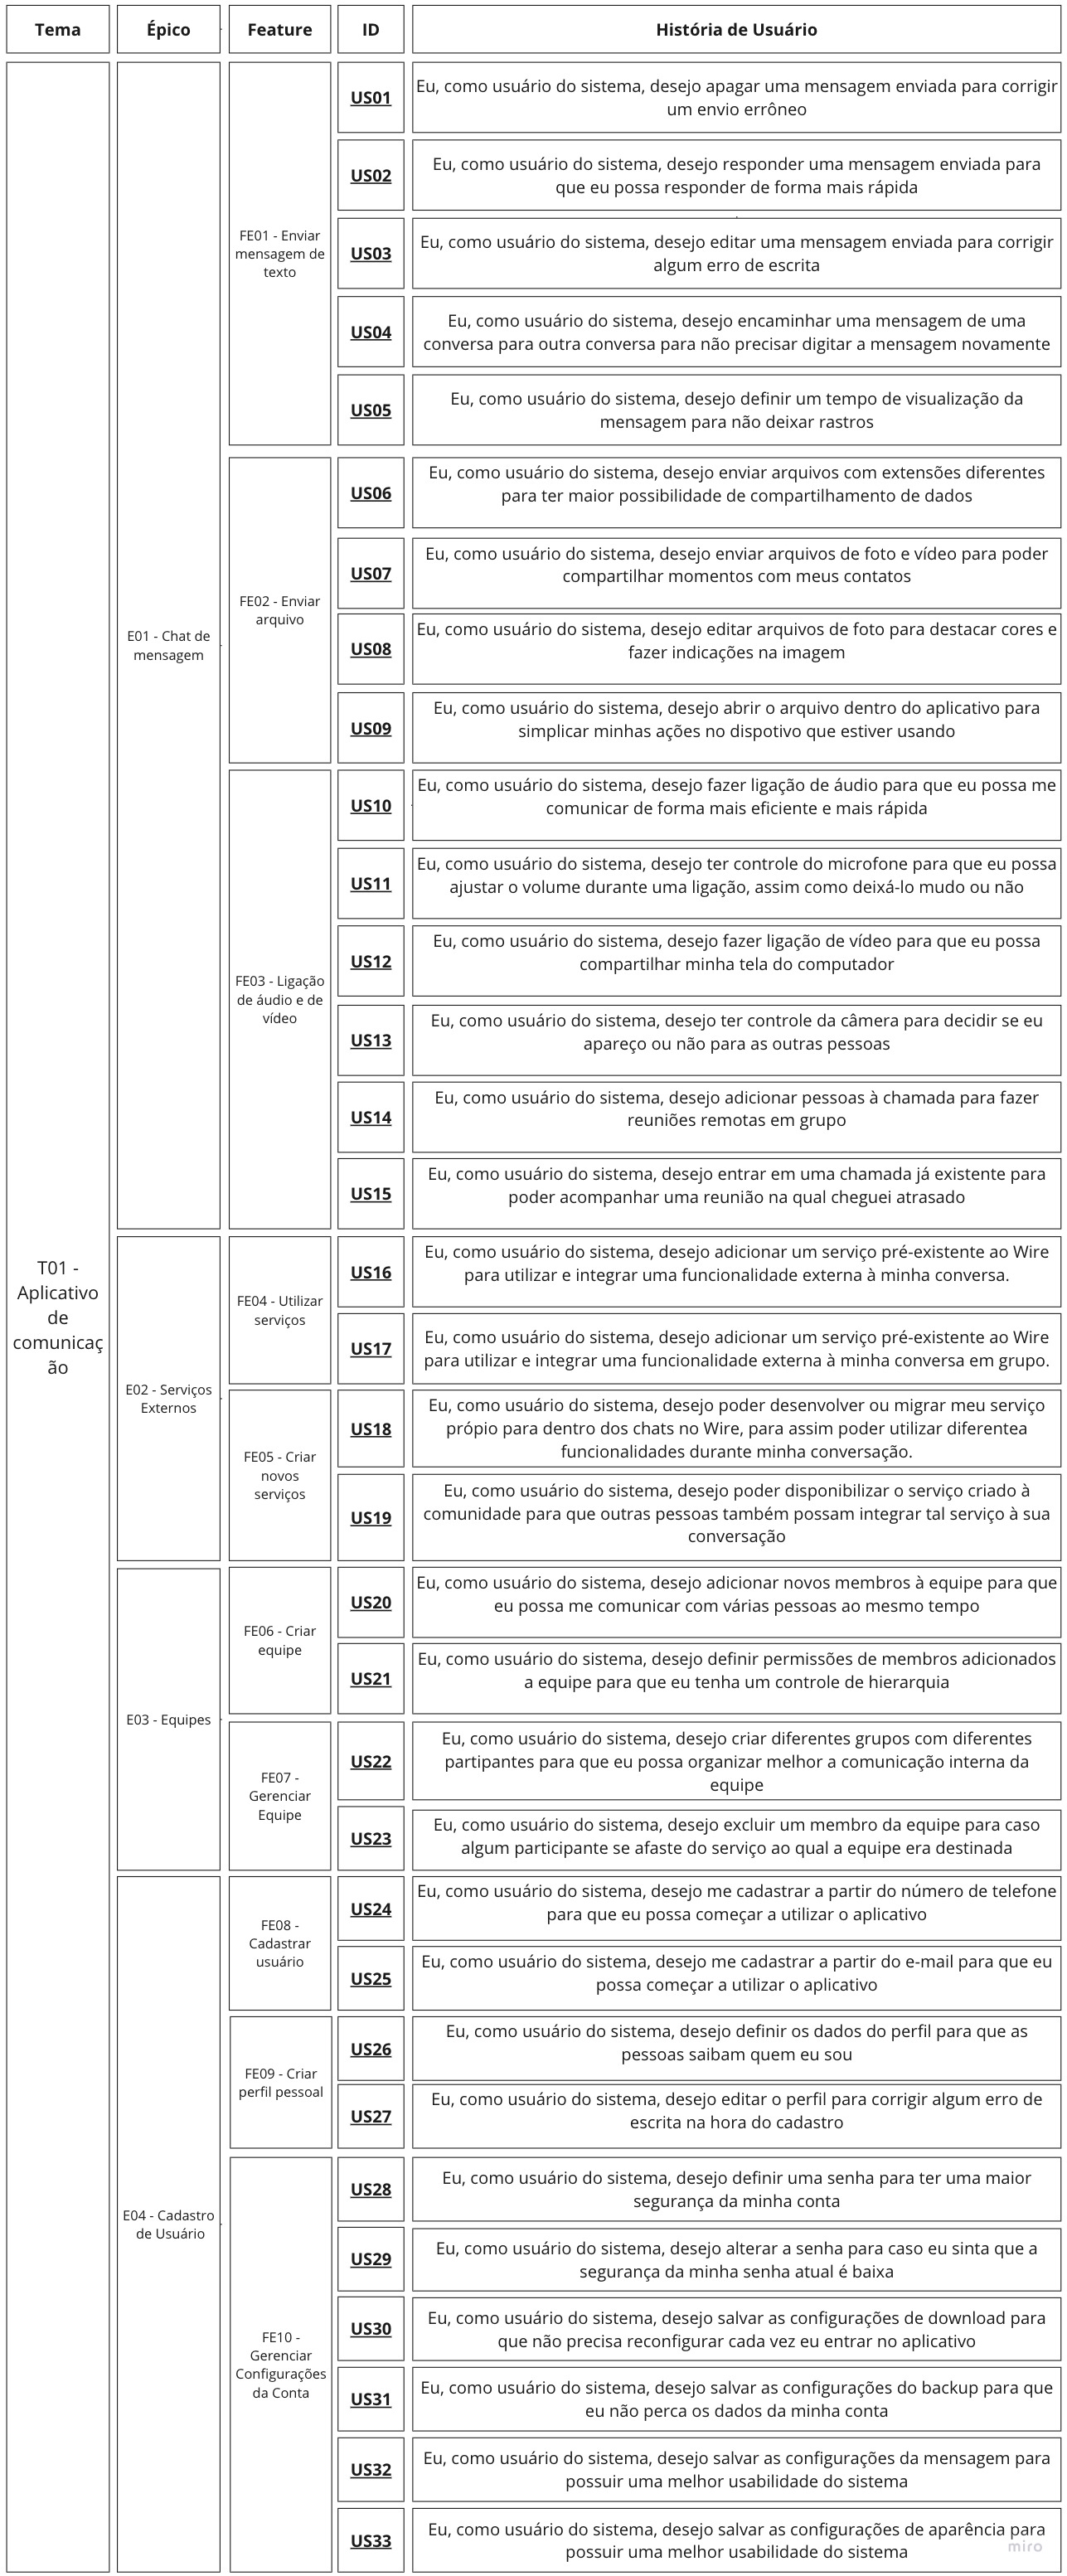 Tema
Épico
Feature
ID
História de Usuário
T01 -
Aplicativo
de
comunicaç
ão
E01 - Chat de
mensagem
FE01 - Enviar
mensagem de
texto
US01
Eu, como usuário do sistema, desejo apagar uma mensagem enviada para corrigir
um envio errôneo
US02
Eu, como usuário do sistema, desejo responder uma mensagem enviada para
que eu possa responder de forma mais rápida
US03
Eu, como usuário do sistema, desejo editar uma mensagem enviada para corrigir
algum erro de escrita
US04
Eu, como usuário do sistema, desejo encaminhar uma mensagem de uma
conversa para outra conversa para não precisar digitar a mensagem novamente
US05
Eu, como usuário do sistema, desejo definir um tempo de visualização da
mensagem para não deixar rastros
FE02 - Enviar
arquivo
US06
Eu, como usuário do sistema, desejo enviar arquivos com extensões diferentes
para ter maior possibilidade de compartilhamento de dados
US07
Eu, como usuário do sistema, desejo enviar arquivos de foto e vídeo para poder
compartilhar momentos com meus contatos
US08
Eu, como usuário do sistema, desejo editar arquivos de foto para destacar cores e
fazer indicações na imagem
US09
Eu, como usuário do sistema, desejo abrir o arquivo dentro do aplicativo para
simplicar minhas ações no dispotivo que estiver usando
FE03 - Ligação
de áudio e de
vídeo
US10
Eu, como usuário do sistema, desejo fazer ligação de áudio para que eu possa me
comunicar de forma mais eficiente e mais rápida
US11
Eu, como usuário do sistema, desejo ter controle do microfone para que eu possa
ajustar o volume durante uma ligação, assim como deixá-lo mudo ou não
US12
Eu, como usuário do sistema, desejo fazer ligação de vídeo para que eu possa
compartilhar minha tela do computador
US13
Eu, como usuário do sistema, desejo ter controle da câmera para decidir se eu
apareço ou não para as outras pessoas
US14
Eu, como usuário do sistema, desejo adicionar pessoas à chamada para fazer
reuniões remotas em grupo
US15
Eu, como usuário do sistema, desejo entrar em uma chamada já existente para
poder acompanhar uma reunião na qual cheguei atrasado
E02 - Serviços
Externos
FE04 - Utilizar
serviços
US16
Eu, como usuário do sistema, desejo adicionar um serviço pré-existente ao Wire
para utilizar e integrar uma funcionalidade externa à minha conversa.
US17
Eu, como usuário do sistema, desejo adicionar um serviço pré-existente ao Wire
para utilizar e integrar uma funcionalidade externa à minha conversa em grupo.
FE05 - Criar
novos
serviços
US18
Eu, como usuário do sistema, desejo poder desenvolver ou migrar meu serviço
própio para dentro dos chats no Wire, para assim poder utilizar diferentea
funcionalidades durante minha conversação.
US19
Eu, como usuário do sistema, desejo poder disponibilizar o serviço criado à
comunidade para que outras pessoas também possam integrar tal serviço à sua
conversação
E03 - Equipes
FE06 - Criar
equipe
US20
Eu, como usuário do sistema, desejo adicionar novos membros à equipe para que
eu possa me comunicar com várias pessoas ao mesmo tempo
US21
Eu, como usuário do sistema, desejo definir permissões de membros adicionados
a equipe para que eu tenha um controle de hierarquia
FE07 -
Gerenciar
Equipe
US22
Eu, como usuário do sistema, desejo criar diferentes grupos com diferentes
partipantes para que eu possa organizar melhor a comunicação interna da
equipe
US23
Eu, como usuário do sistema, desejo excluir um membro da equipe para caso
algum participante se afaste do serviço ao qual a equipe era destinada
E04 - Cadastro
de Usuário
FE08 -
Cadastrar
usuário
US24
Eu, como usuário do sistema, desejo me cadastrar a partir do número de telefone
para que eu possa começar a utilizar o aplicativo
US25
Eu, como usuário do sistema, desejo me cadastrar a partir do e-mail para que eu
possa começar a utilizar o aplicativo
FE09 - Criar
perfil pessoal
US26
Eu, como usuário do sistema, desejo definir os dados do perfil para que as
pessoas saibam quem eu sou
US27
Eu, como usuário do sistema, desejo editar o perfil para corrigir algum erro de
escrita na hora do cadastro
FE10 -
Gerenciar
Configurações
da Conta
US28
Eu, como usuário do sistema, desejo definir uma senha para ter uma maior
segurança da minha conta
US29
Eu, como usuário do sistema, desejo alterar a senha para caso eu sinta que a
segurança da minha senha atual é baixa
US30
Eu, como usuário do sistema, desejo salvar as configurações de download para
que não precisa reconfigurar cada vez eu entrar no aplicativo
US31
Eu, como usuário do sistema, desejo salvar as configurações do backup para que
eu não perca os dados da minha conta
US32
Eu, como usuário do sistema, desejo salvar as configurações da mensagem para
possuir uma melhor usabilidade do sistema
US33
Eu, como usuário do sistema, desejo salvar as configurações de aparência para
possuir uma melhor usabilidade do sistema
miro